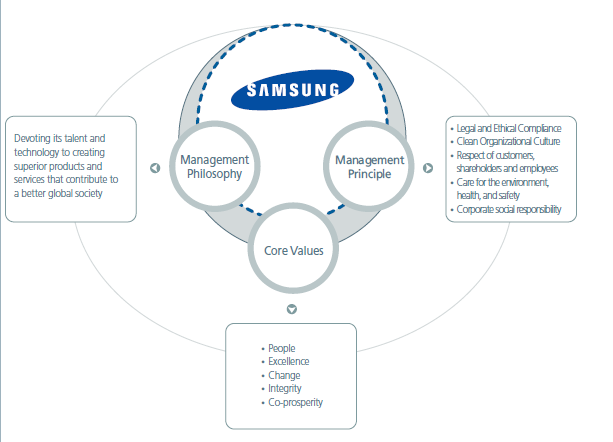 SAMSUNG
Management
Philosophy
Management
Principle
Core Values
Devoting its talent and
technology to creating
superior products and
services that contribute to
a better global society
• Legal and Ethical Compliance
• Clean Organizational Culture
• Respect of customers,
shareholders and employees
• Care for the environment,
health, and safety
• Corporate social responsibility
• People
• Excellence
• Change
• Integrity
• Co-prosperity